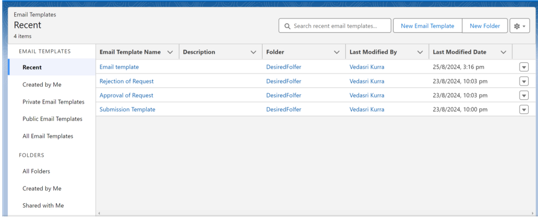 Email Templates
Recent
4 items
Search recent email templates...
New Email Template
New Folder
EMAIL TEMPLATES
Recent
Created by Me
Private Email Templates
Public Email Templates
All Email Templates
FOLDERS
All Folders
Created by Me
Shared with Me
Email Template Name Description Folder Last Modified By Last Modified Date
Email template DesiredFolfer Vedasri Kurra 25/8/2024, 3:16 pm
Rejection of Request DesiredFolfer Vedasri Kurra 23/8/2024, 10:03 pm
Approval of Request DesiredFolfer Vedasri Kurra 23/8/2024, 10:03 pm
Submission Template DesiredFolfer Vedasri Kurra 23/8/2024, 10:00 pm